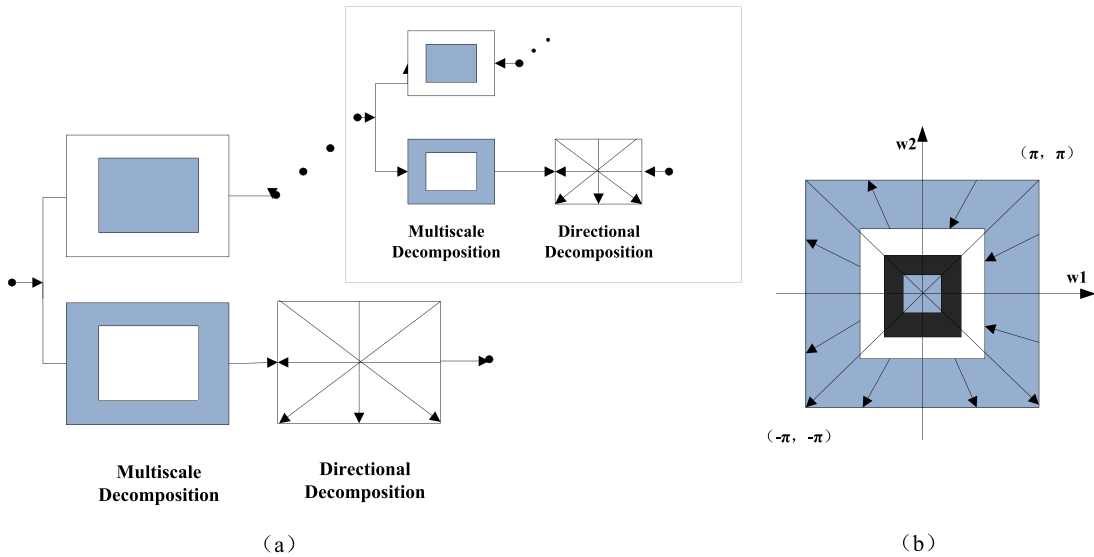 Multiscale
Decomposition
Directional
Decomposition
Multiscale
Decomposition
Directional
Decomposition
(a)
w2
(π, π)
w1
(-π, -π)
(b)